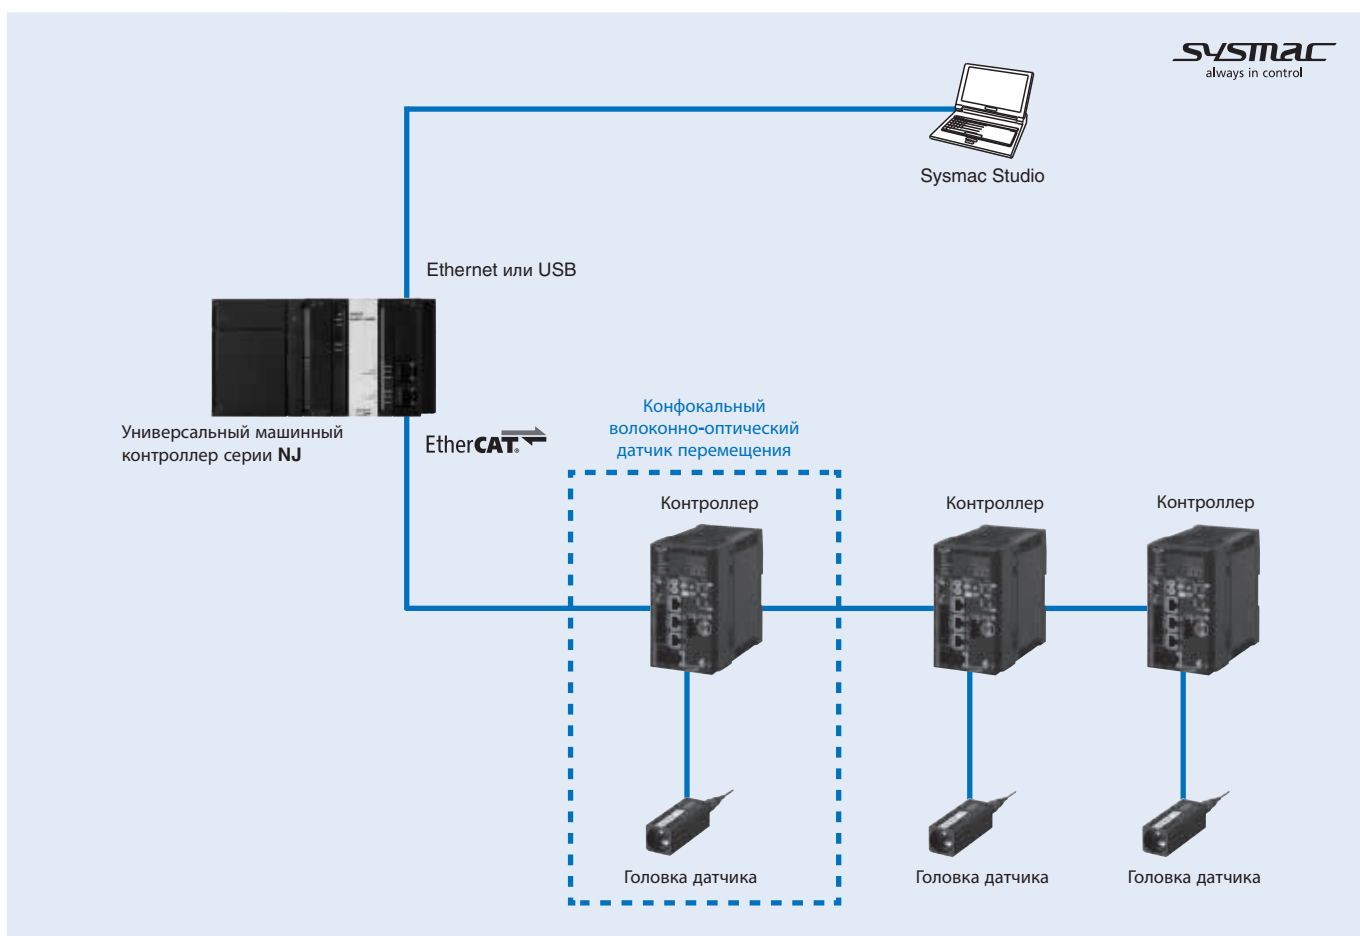 sysmac
always in control
Sysmac Studio
Ethernet или USB
Универсальный машинный
контроллер серии NJ
EtherCAT®
Конфокальный
волоконно-оптический
датчик перемещения
Контроллер
Контроллер
Контроллер
Головка датчика
Головка датчика
Головка датчика